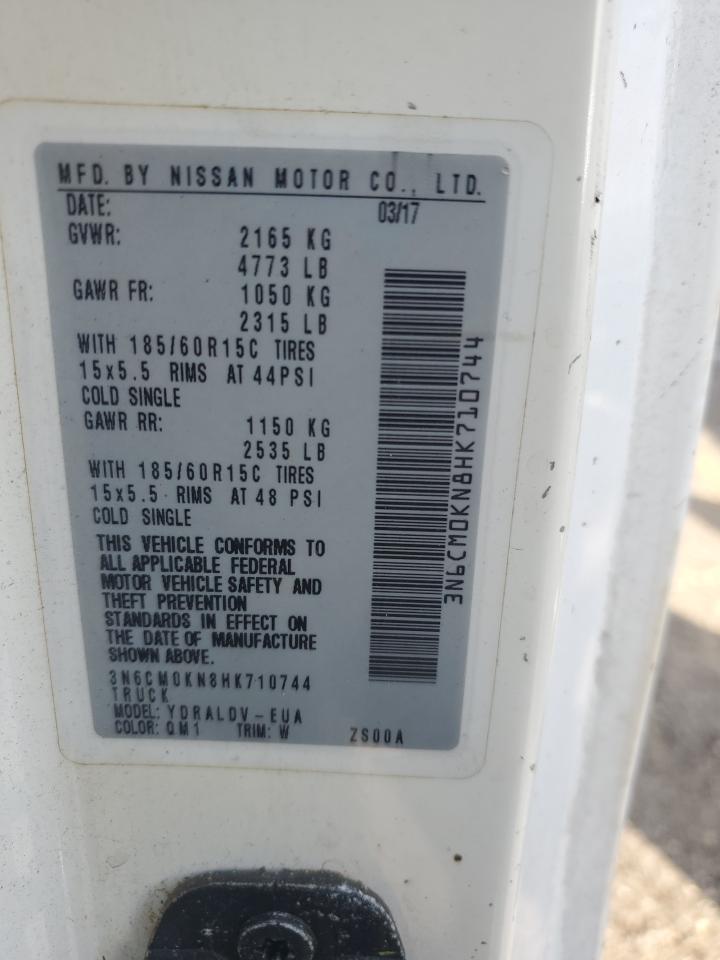 MFD. BY NISSAN MOTOR CO., LTD.
DATE: 03/17
GVWR: 2165 KG
4773 LB
GAWR FR: 1050 KG
2315 LB
WITH 185/60R15C TIRES
15x5.5 RIMS AT 44PSI
COLD SINGLE
GAWR RR: 1150 KG
2535 LB
WITH 185/60R15C TIRES
15x5.5 RIMS AT 48 PSI
COLD SINGLE
THIS VEHICLE CONFORMS TO
ALL APPLICABLE FEDERAL
MOTOR VEHICLE SAFETY AND
THEFT PREVENTION
STANDARDS IN EFFECT ON
THE DATE OF MANUFACTURE
SHOWN ABOVE.
3N6CM0KN8HK710744
TRUCK
MODEL: YDRALDV-EUA
COLOR: QM1 TRIM: W ZS00A
3N6CM0KN8HK710744